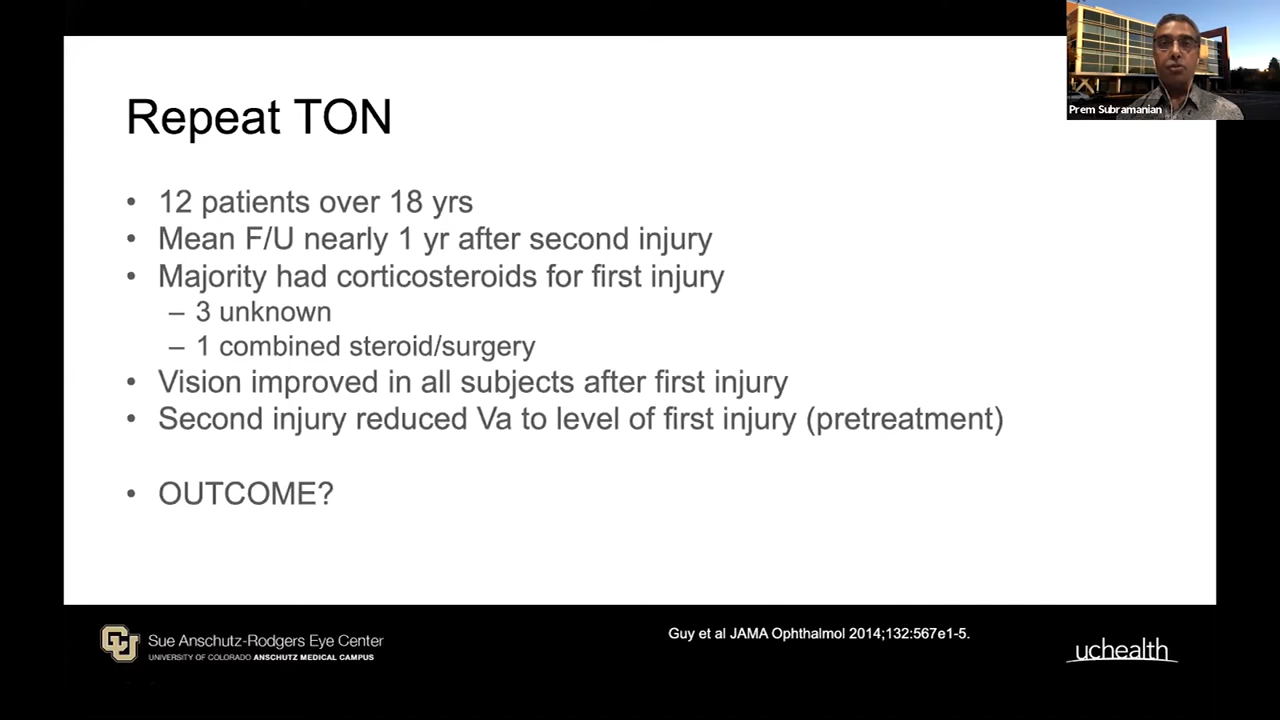 Prem Subramanian
Repeat TON
• 12 patients over 18 yrs
• Mean F/U nearly 1 yr after second injury
• Majority had corticosteroids for first injury
– 3 unknown
– 1 combined steroid/surgery
• Vision improved in all subjects after first injury
• Second injury reduced Va to level of first injury (pretreatment)
• OUTCOME?
CU
Sue Anschutz-Rodgers Eye Center
UNIVERSITY OF COLORADO ANSCHUTZ MEDICAL CAMPUS
Guy et al JAMA Ophthalmol 2014;132:567e1-5.
uchealth